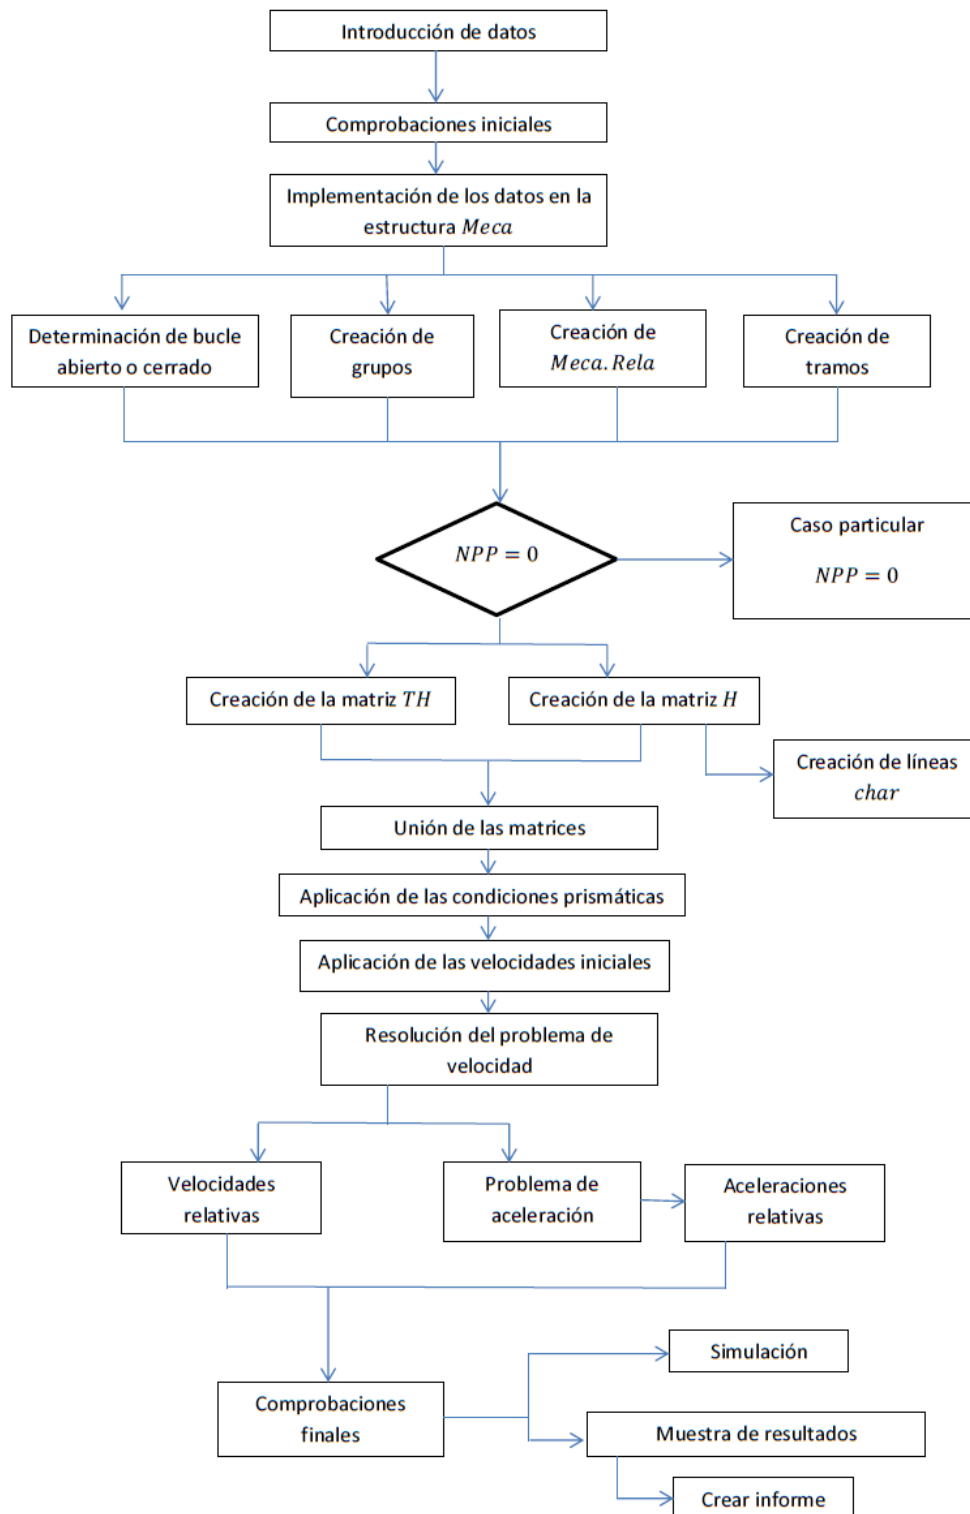 Introducción de datos
Comprobaciones iniciales
Implementación de los datos en la
estructura Meca
Determinación de bucle
abierto o cerrado
Creación de
grupos
Creación de
Meca.Rela
Creación de
tramos
NPP = 0
Caso particular
NPP = 0
Creación de la matriz TH
Creación de la matriz H
Creación de líneas
char
Unión de las matrices
Aplicación de las condiciones prismáticas
Aplicación de las velocidades iniciales
Resolución del problema de
velocidad
Velocidades
relativas
Problema de
aceleración
Aceleraciones
relativas
Simulación
Comprobaciones
finales
Muestra de resultados
Crear informe